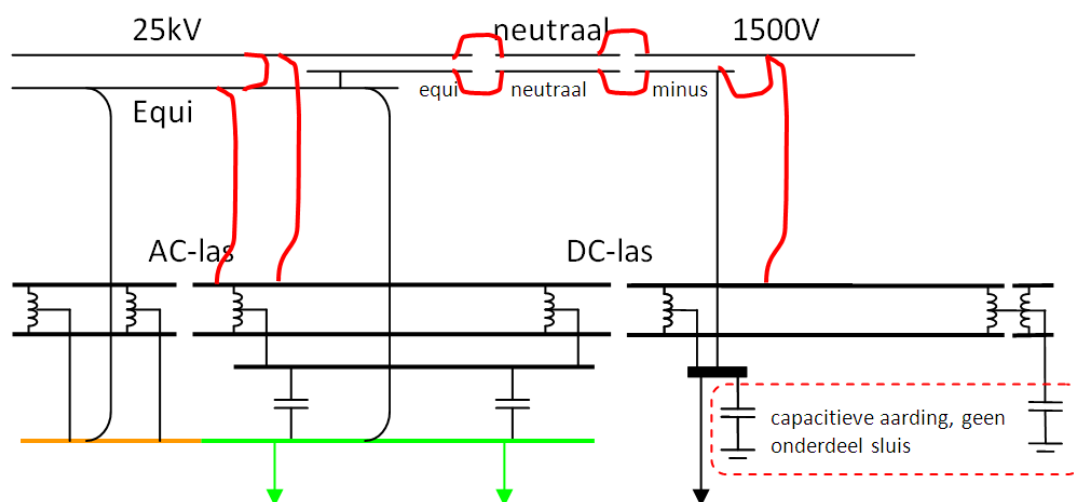 25kV neutraal 1500V
equi neutraal minus
Equi
AC-las DC-las
capacitieve aarding, geen
onderdeel sluis